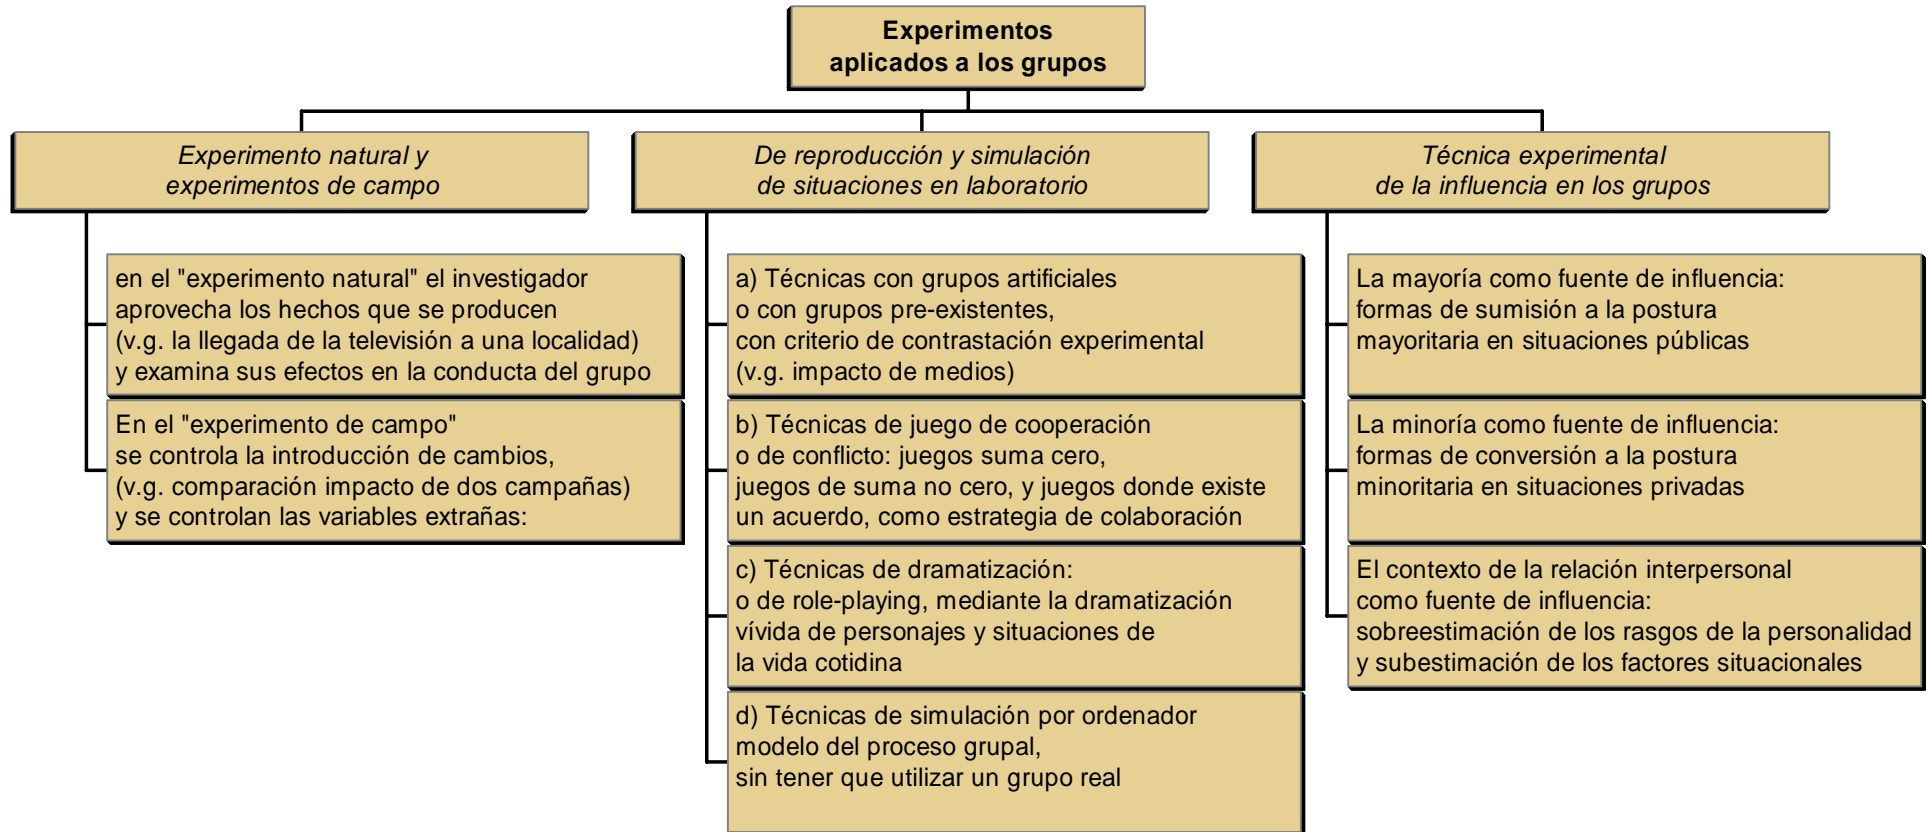 Experimentos
aplicados a los grupos
Experimento natural y
experimentos de campo
en el "experimento natural" el investigador
aprovecha los hechos que se producen
(v.g. la llegada de la televisión a una localidad)
y examina sus efectos en la conducta del grupo
En el "experimento de campo"
se controla la introducción de cambios,
(v.g. comparación impacto de dos campañas)
y se controlan las variables extrañas:
De reproducción y simulación
de situaciones en laboratorio
a) Técnicas con grupos artificiales
o con grupos pre-existentes,
con criterio de contrastación experimental
(v.g. impacto de medios)
b) Técnicas de juego de cooperación
o de conflicto: juegos suma cero,
juegos de suma no cero, y juegos donde existe
un acuerdo, como estrategia de colaboración
c) Técnicas de dramatización:
o de role-playing, mediante la dramatización
vívida de personajes y situaciones de
la vida cotidina
d) Técnicas de simulación por ordenador
modelo del proceso grupal,
sin tener que utilizar un grupo real
Técnica experimental
de la influencia en los grupos
La mayoría como fuente de influencia:
formas de sumisión a la postura
mayoritaria en situaciones públicas
La minoría como fuente de influencia:
formas de conversión a la postura
minoritaria en situaciones privadas
El contexto de la relación interpersonal
como fuente de influencia:
sobreestimación de los rasgos de la personalidad
y subestimación de los factores situacionales